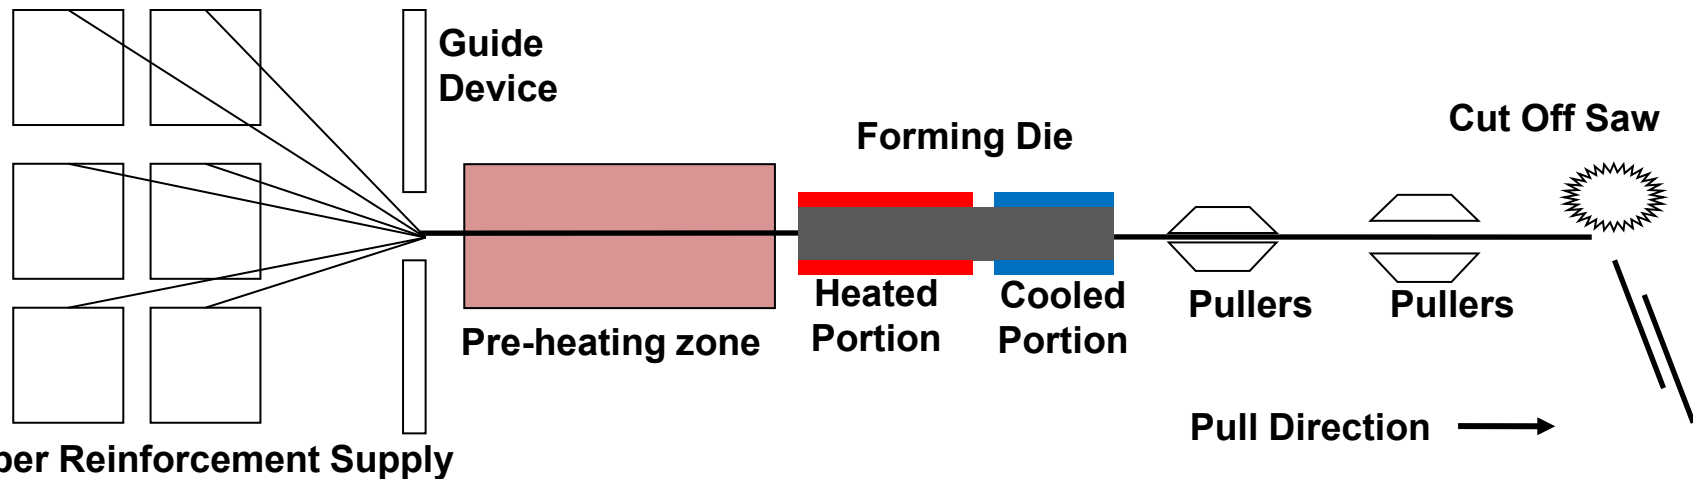 Guide
Device
Cut Off Saw
Forming Die
Heated
Portion
Cooled
Portion
Pullers
Pullers
Pre-heating zone
Pull Direction
ber Reinforcement Supply